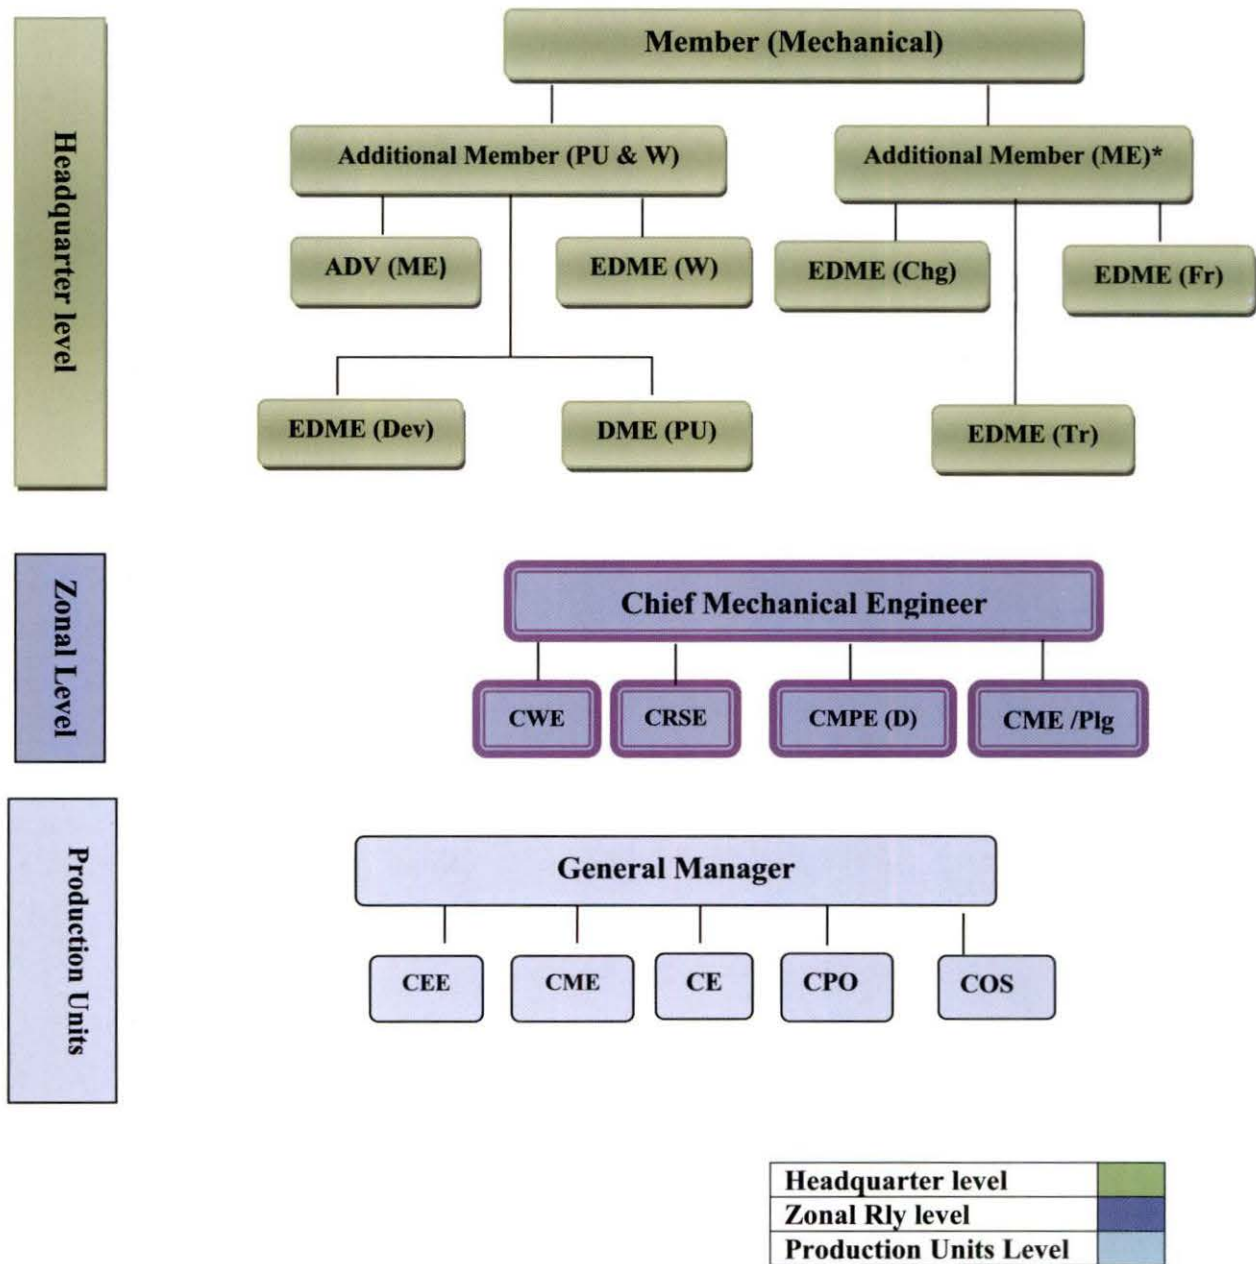 Headquarter level
Member (Mechanical)
Additional Member (PU & W)
Additional Member (ME)*
ADV (ME)
EDME (W)
EDME (Chg)
EDME (Fr)
EDME (Dev)
DME (PU)
EDME (Tr)
Zonal Level
Chief Mechanical Engineer
CWE
CRSE
CMPE (D)
CME /Plg
Production Units
General Manager
CEE
CME
CE
CPO
COS
Headquarter level
Zonal Rly level
Production Units Level